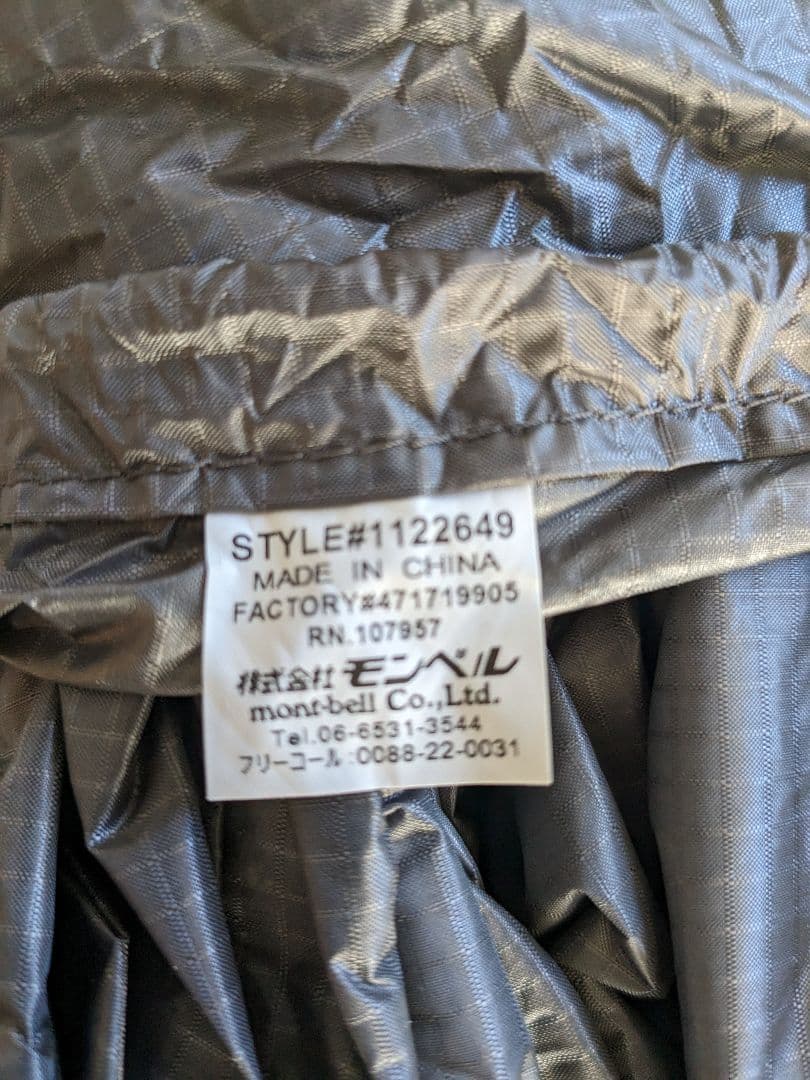 STYLE#1122649
MADE IN CHINA
FACTORY#471719905
RN.107957
株式会社 モンベル
mont-bell Co.,Ltd.
Tel.06-6531-3544
フリーコール:0088-22-0031